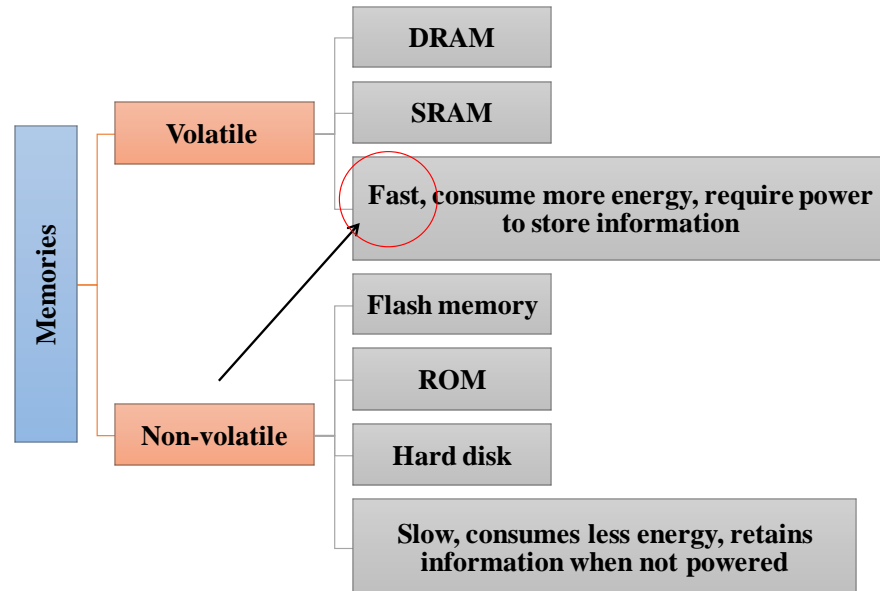 Memories
Volatile
DRAM
SRAM
Fast, consume more energy, require power
to store information
Non-volatile
Flash memory
ROM
Hard disk
Slow, consumes less energy, retains
information when not powered